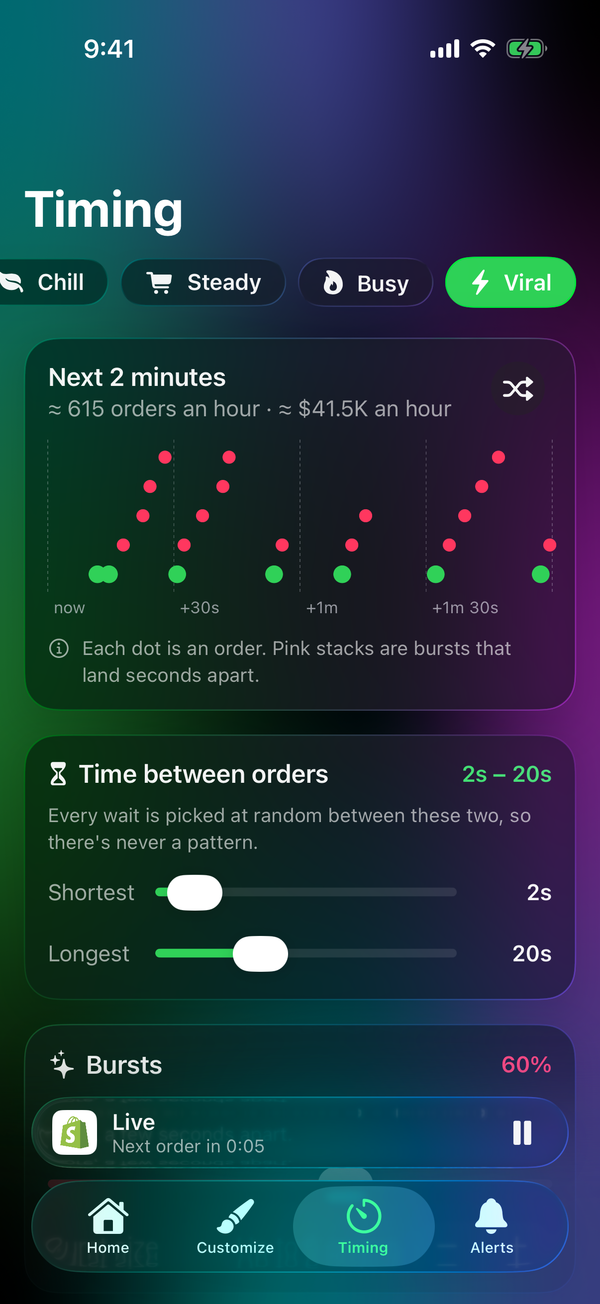 9:41
Timing
Chill
Steady
Busy
Viral
Next 2 minutes
≈ 615 orders an hour · ≈ $41.5K an hour
now
+30s
+1m
+1m 30s
Each dot is an order. Pink stacks are bursts that
land seconds apart.
Time between orders
2s – 20s
Every wait is picked at random between these two, so
there's never a pattern.
Shortest
2s
Longest
20s
Bursts
60%
Live
Next order in 0:05
Home
Customize
Timing
Alerts